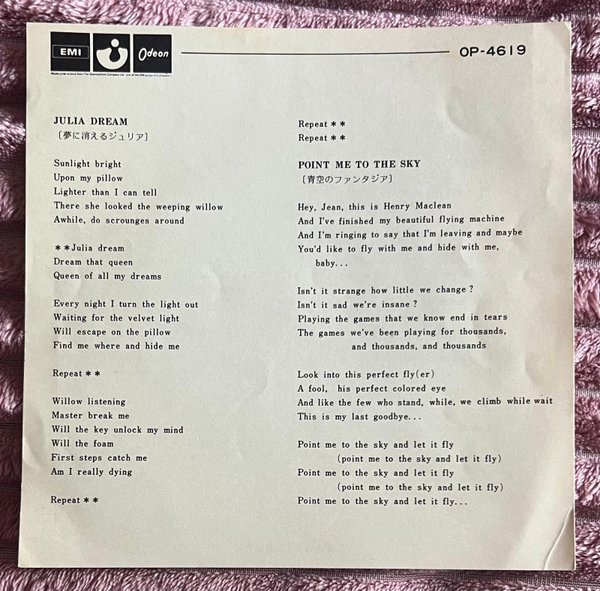 EMI
Odeon
OP-4619
JULIA DREAM
〔夢に消えるジュリア〕
Sunlight bright
Upon my pillow
Lighter than I can tell
There she looked the weeping willow
Awhile, do scrounges around
**Julia dream
Dream that queen
Queen of all my dreams
Every night I turn the light out
Waiting for the velvet light
Will escape on the pillow
Find me where and hide me
Repeat **
Willow listening
Master break me
Will the key unlock my mind
Will the foam
First steps catch me
Am I really dying
Repeat **
Repeat **
Repeat **
POINT ME TO THE SKY
〔青空のファンタジア〕
Hey, Jean, this is Henry Maclean
And I've finished my beautiful flying machine
And I'm ringing to say that I'm leaving and maybe
You'd like to fly with me and hide with me,
baby...
Isn't it strange how little we change?
Isn't it sad we're insane?
Playing the games that we know end in tears
The games we've been playing for thousands,
and thousands, and thousands
Look into this perfect fly(er)
A fool, his perfect colored eye
And like the few who stand, while, we climb while wait
This is my last goodbye...
Point me to the sky and let it fly
(point me to the sky and let it fly)
Point me to the sky and let it fly
(point me to the sky and let it fly)
Point me to the sky and let it fly...